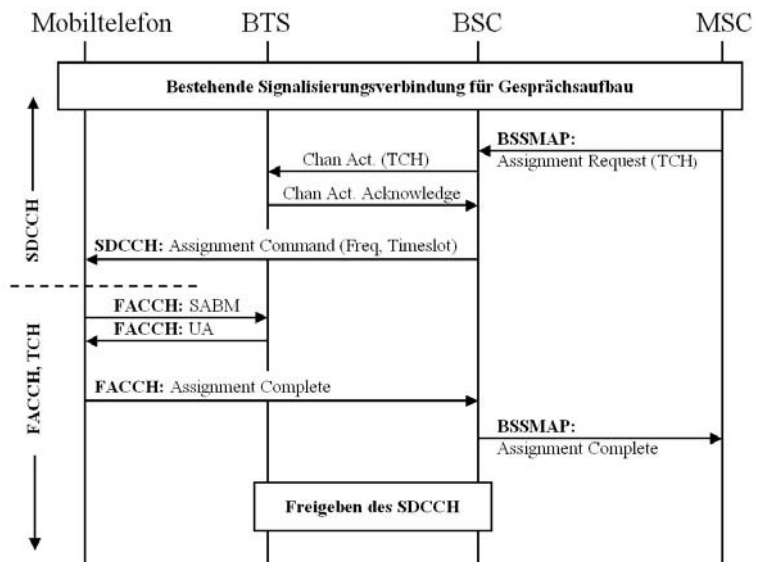 Mobiltelefon BTS BSC MSC
Bestehende Signalisierungsverbindung für Gesprächsaufbau
BSSMAP:
Assignment Request (TCH)
Chan Act. (TCH)
Chan Act. Acknowledge
SDCCH: Assignment Command (Freq, Timeslot)
SDCCH
FACCH: SABM
FACCH: UA
FACCH: Assignment Complete
BSSMAP:
Assignment Complete
FACCH, TCH
Freigeben des SDCCH